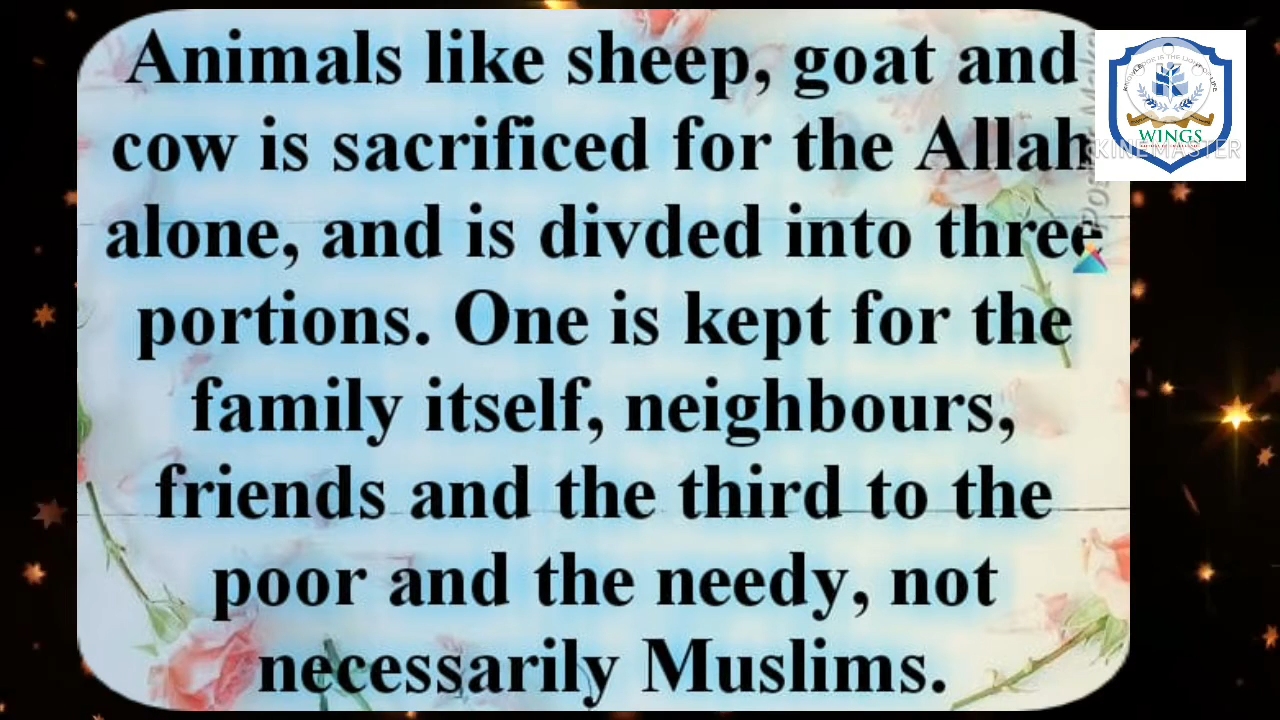 Animals like sheep, goat and
cow is sacrificed for the Allah
alone, and is divded into three
portions. One is kept for the
family itself, neighbours,
friends and the third to the
poor and the needy, not
necessarily Muslims.
WINGS
KINEMASTER